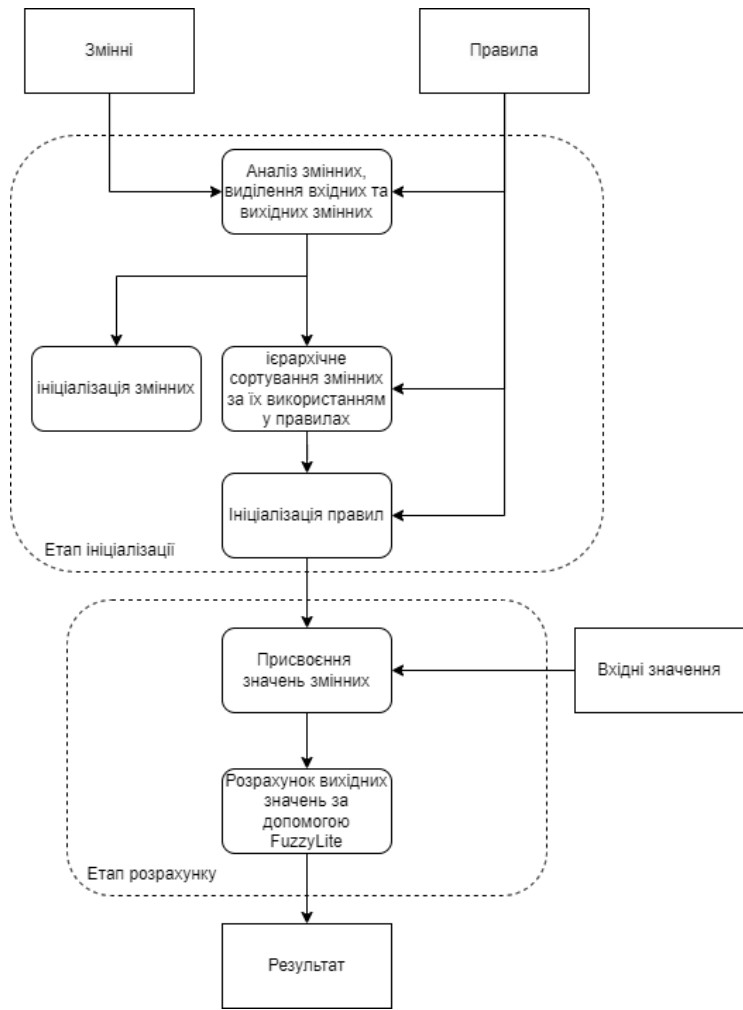 Змінні
Правила
Аналіз змінних,
виділення вхідних та
вихідних змінних
ініціалізація змінних
ієрархічне
сортування змінних
за їх використанням
у правилах
Ініціалізація правил
Етап ініціалізації
Присвоєння
значень змінних
Вхідні значення
Розрахунок вихідних
значень за
допомогою
FuzzyLite
Етап розрахунку
Результат